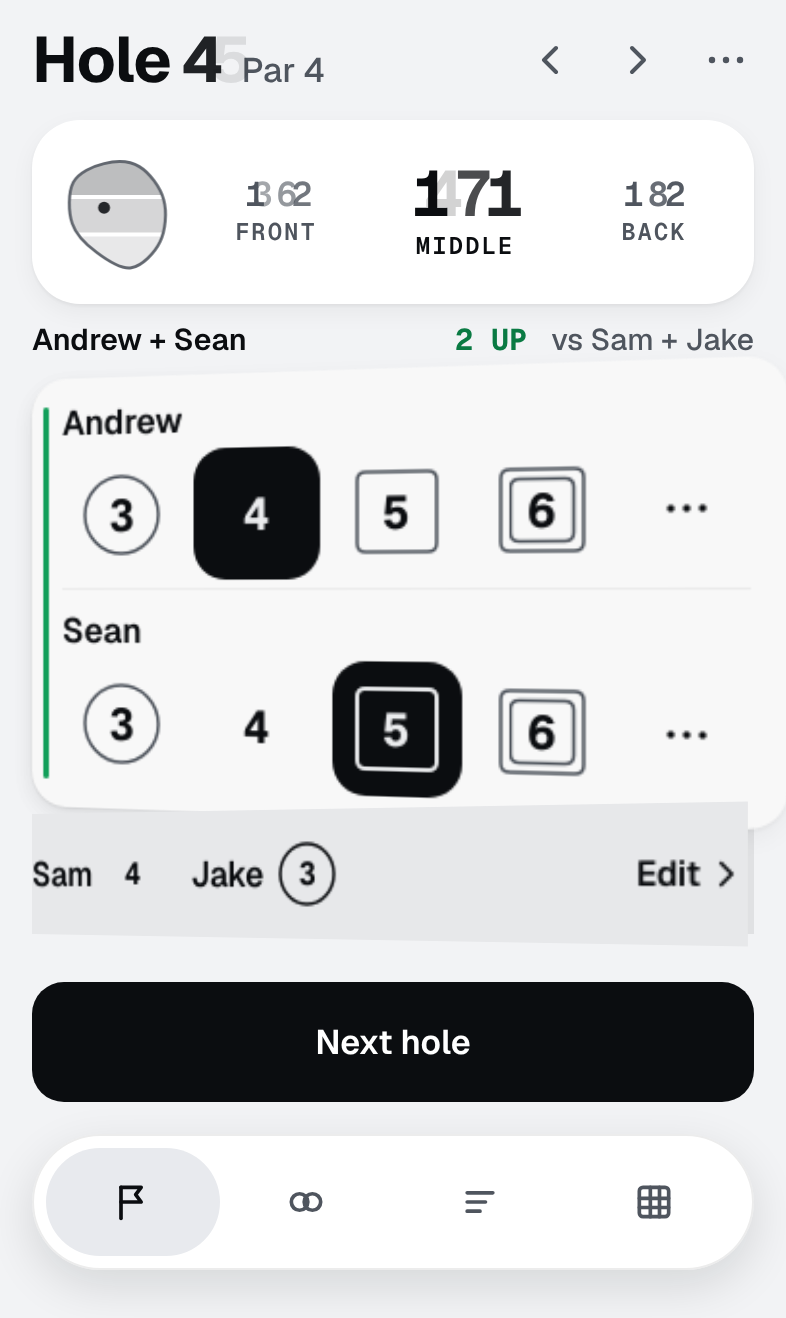 Hole 4 Par 4
182
FRONT MIDDLE BACK
Andrew + Sean 2 UP vs Sam + Jake
Andrew
3 4 5 6 ...
Sean
3 4 5 6 ...
Sam 4 Jake 3 Edit >
Next hole